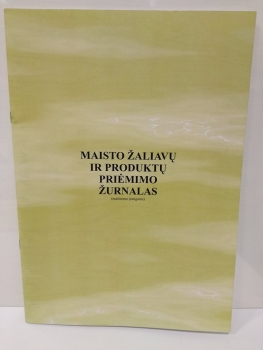 MAISTO ŽALIAVŲ
IR PRODUKTŲ
PRIĖMIMO
ŽURNALAS